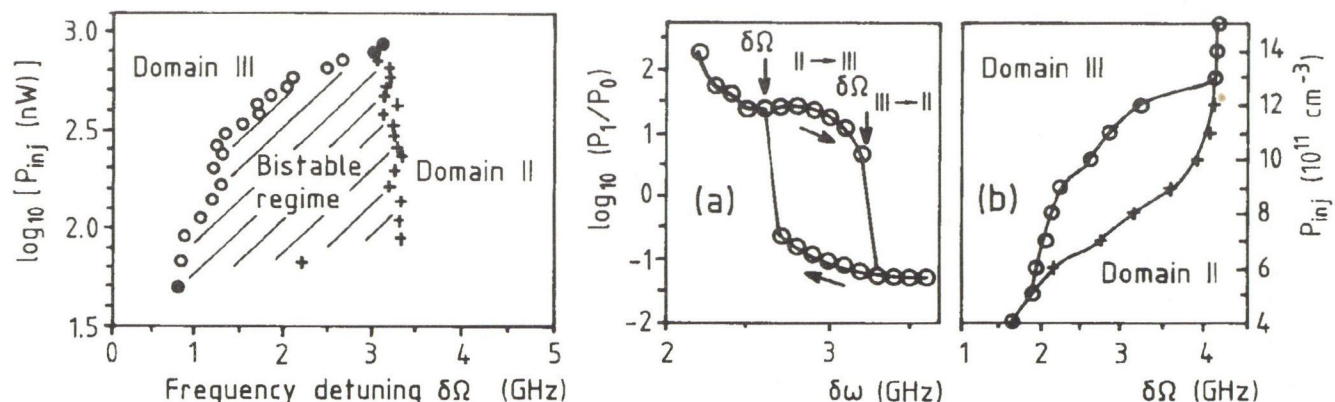 log10 [Pinj (nW)]
3.0
2.5
2.0
1.5
Domain III
Bistable
regime
Domain II
0
1
2
3
4
5
Frequency detuning δΩ (GHz)
log10 (P1/P0)
2
1
0
-1
-2
δΩ
II → III
δΩ
III → II
(a)
2
3
δω (GHz)
Domain III
(b)
Domain II
1
2
3
4
δΩ (GHz)
14
12
10
8
6
4
Pinj (10¹¹ cm⁻³)